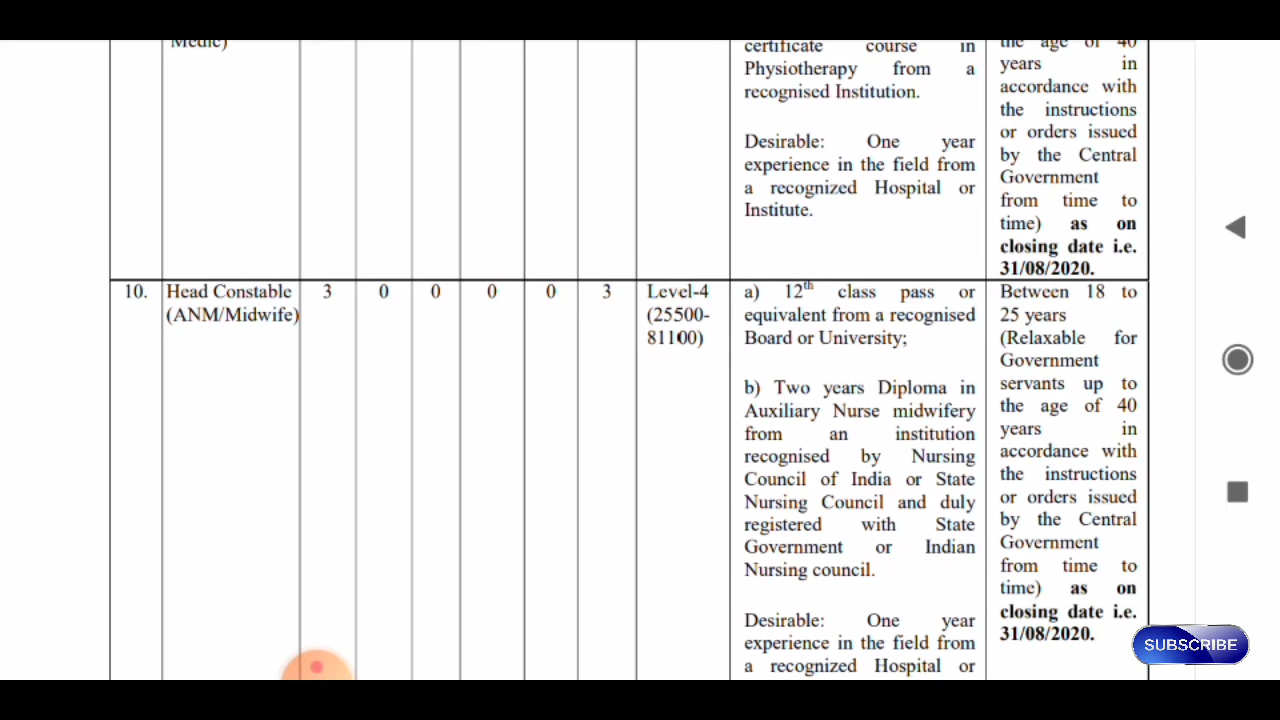 Medic)
certificate course in
Physiotherapy from a
recognised Institution.
Desirable: One year
experience in the field from
a recognized Hospital or
Institute.
the age of 40
years in
accordance with
the instructions
or orders issued
by the Central
Government
from time to
time) as on
closing date i.e.
31/08/2020.
10.
Head Constable
(ANM/Midwife)
3
0
0
0
0
3
Level-4
(25500-
81100)
a) 12th class pass or
equivalent from a recognised
Board or University;
b) Two years Diploma in
Auxiliary Nurse midwifery
from an institution
recognised by Nursing
Council of India or State
Nursing Council and duly
registered with State
Government or Indian
Nursing council.
Desirable: One year
experience in the field from
a recognized Hospital or
Between 18 to
25 years
(Relaxable for
Government
servants up to
the age of 40
years in
accordance with
the instructions
or orders issued
by the Central
Government
from time to
time) as on
closing date i.e.
31/08/2020.
SUBSCRIBE